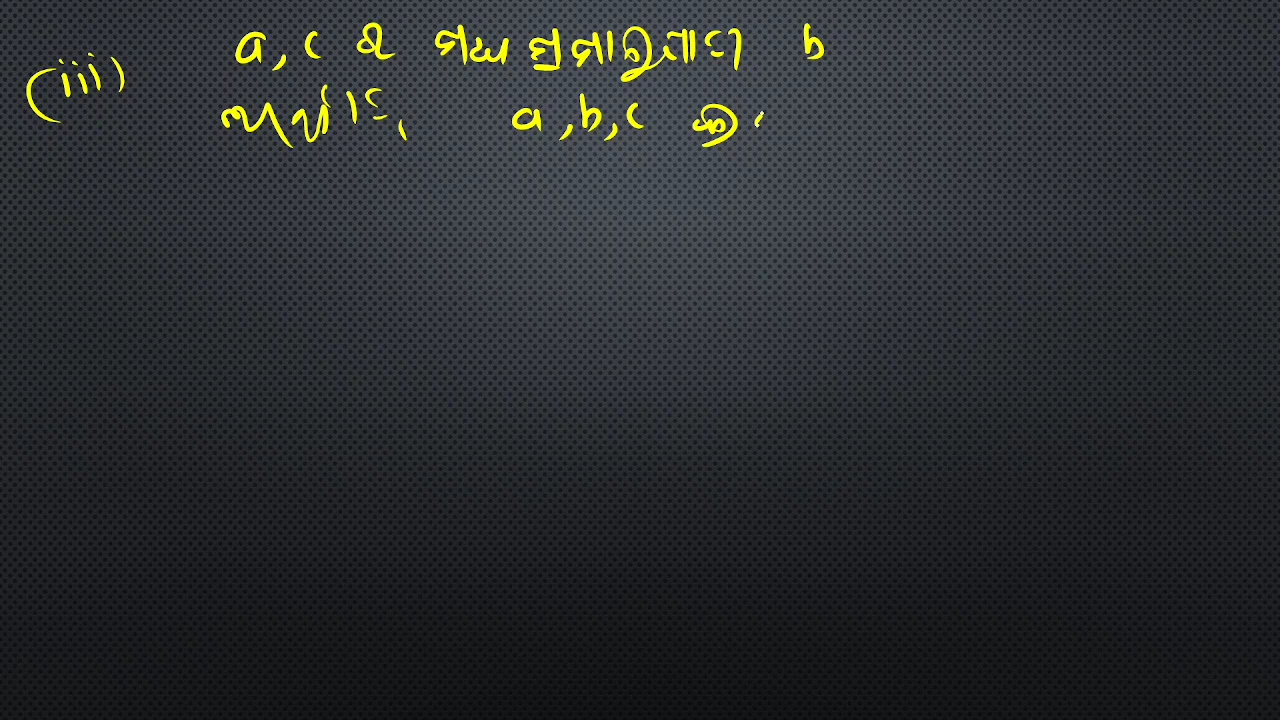 (iii) a, c ର ମଧ୍ୟ ସମାନୁପାତୀ b
ଅର୍ଥାତ୍, a, b, c କ୍ର